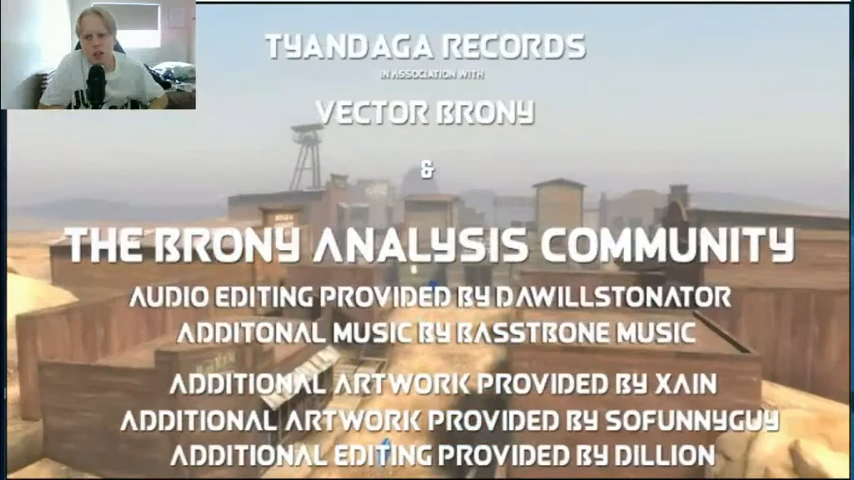 TYANDAGA RECORDS
IN ASSOCIATION WITH
VECTOR BRONY
&
THE BRONY ANALYSIS COMMUNITY
AUDIO EDITING PROVIDED BY DAWILLSTONATOR
ADDITONAL MUSIC BY BASSTBONE MUSIC
ADDITIONAL ARTWORK PROVIDED BY XAIN
ADDITIONAL ARTWORK PROVIDED BY SOFUNNYGUY
ADDITIONAL EDITING PROVIDED BY DILLION